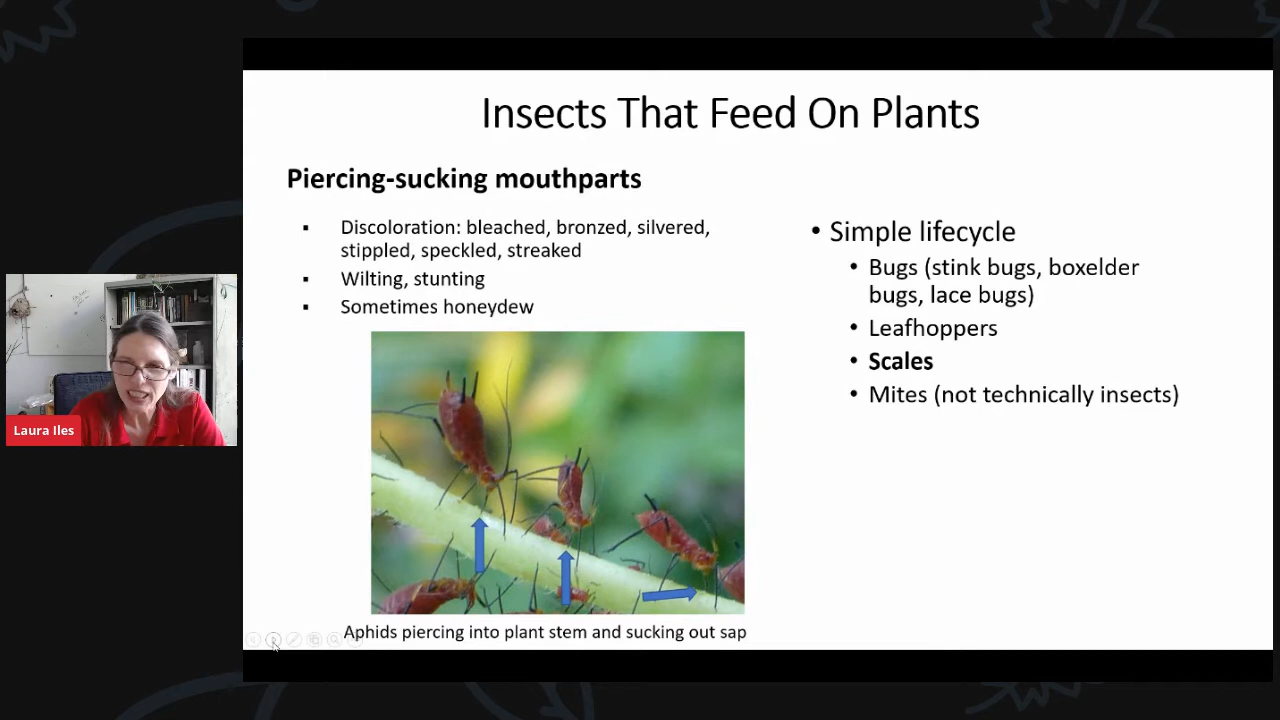 Insects That Feed On Plants
Piercing-sucking mouthparts
▪ Discoloration: bleached, bronzed, silvered,
stippled, speckled, streaked
▪ Wilting, stunting
▪ Sometimes honeydew
Aphids piercing into plant stem and sucking out sap
• Simple lifecycle
• Bugs (stink bugs, boxelder
bugs, lace bugs)
• Leafhoppers
• Scales
• Mites (not technically insects)
Laura Iles